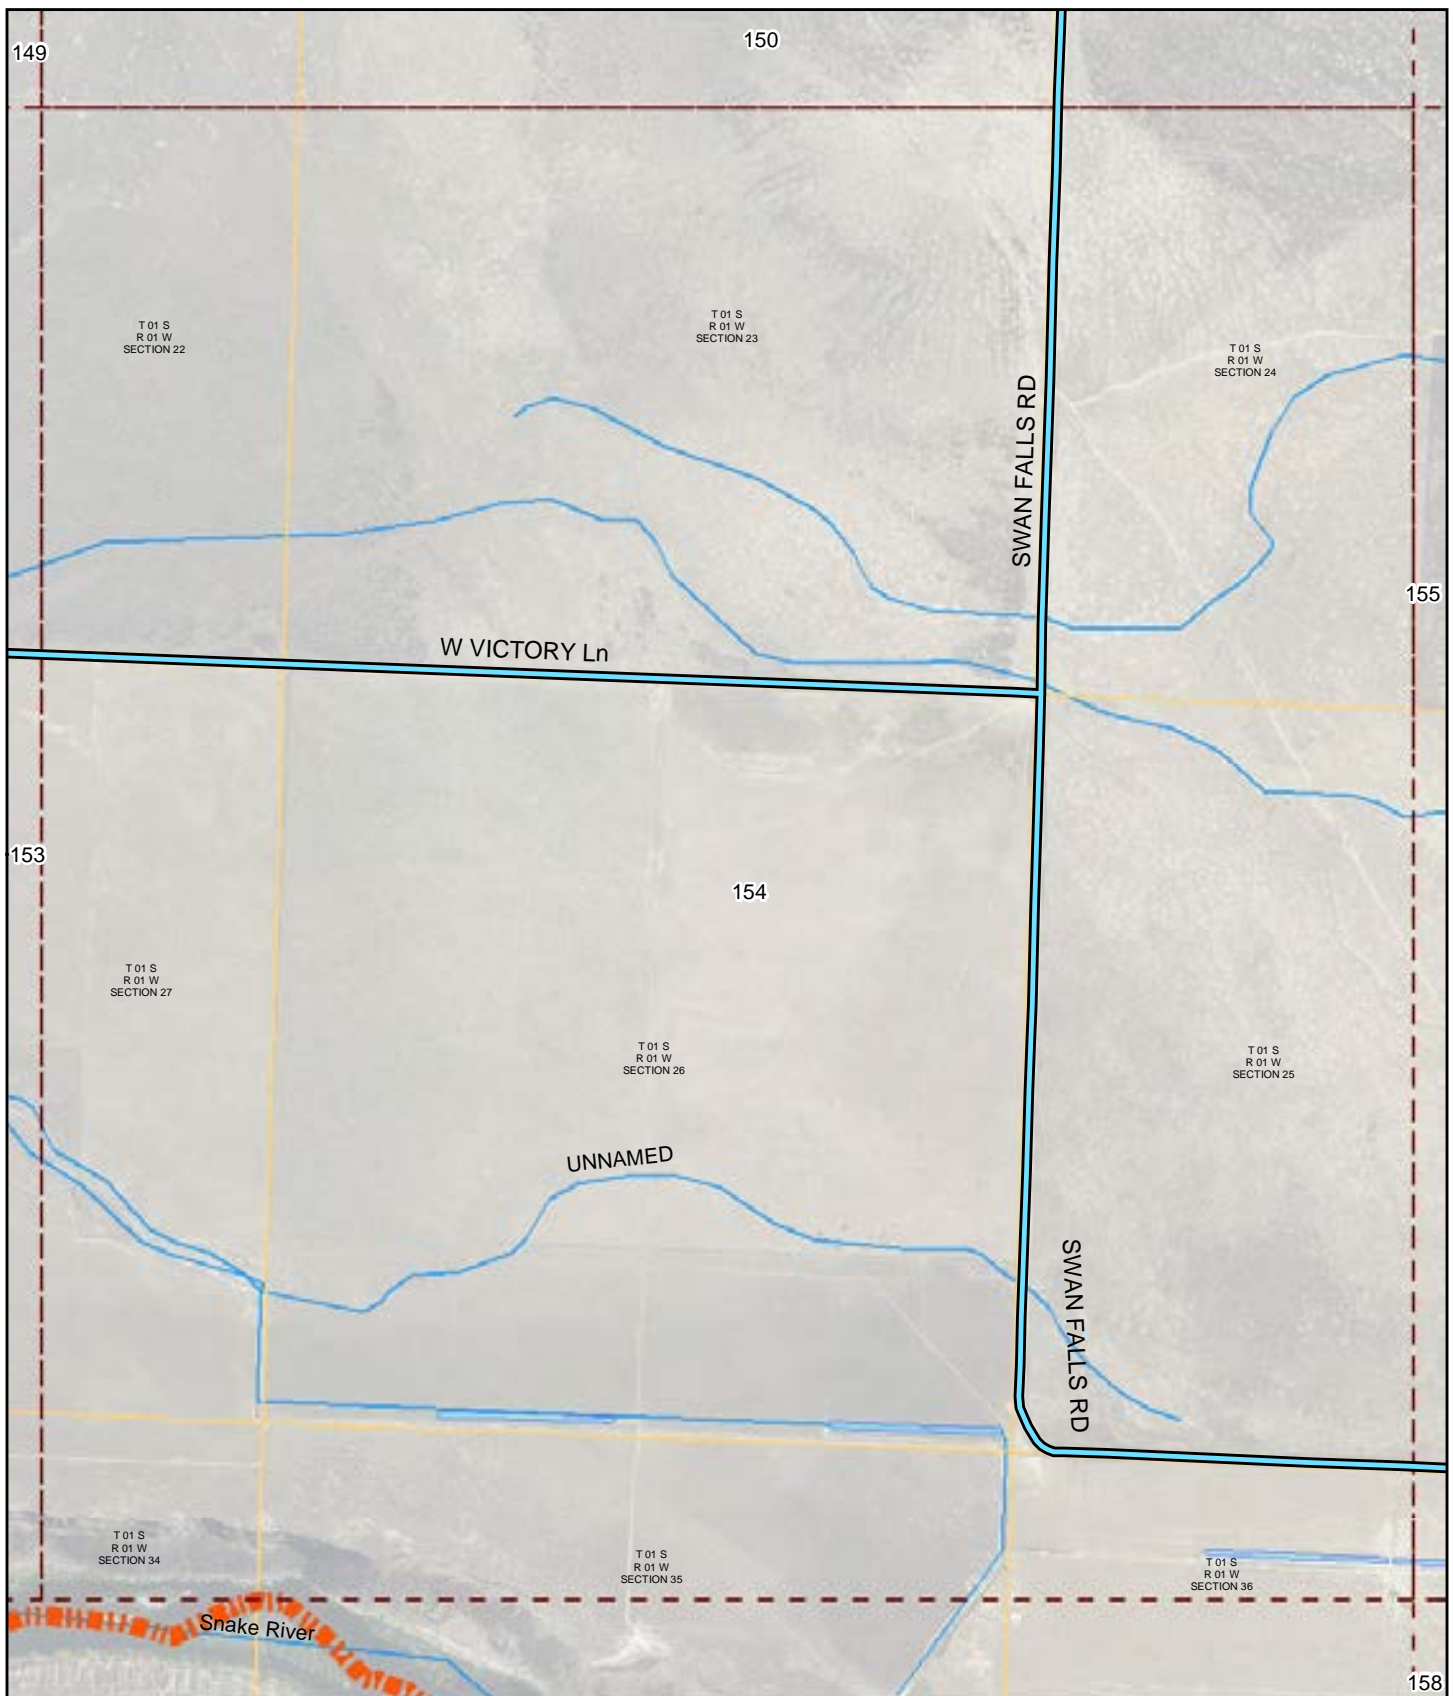 149
150
T 01 S
R 01 W
SECTION 22
T 01 S
R 01 W
SECTION 23
T 01 S
R 01 W
SECTION 24
SWAN FALLS RD
155
W VICTORY Ln
153
154
T 01 S
R 01 W
SECTION 27
T 01 S
R 01 W
SECTION 26
T 01 S
R 01 W
SECTION 25
UNNAMED
SWAN FALLS RD
T 01 S
R 01 W
SECTION 34
T 01 S
R 01 W
SECTION 35
T 01 S
R 01 W
SECTION 36
Snake River
158